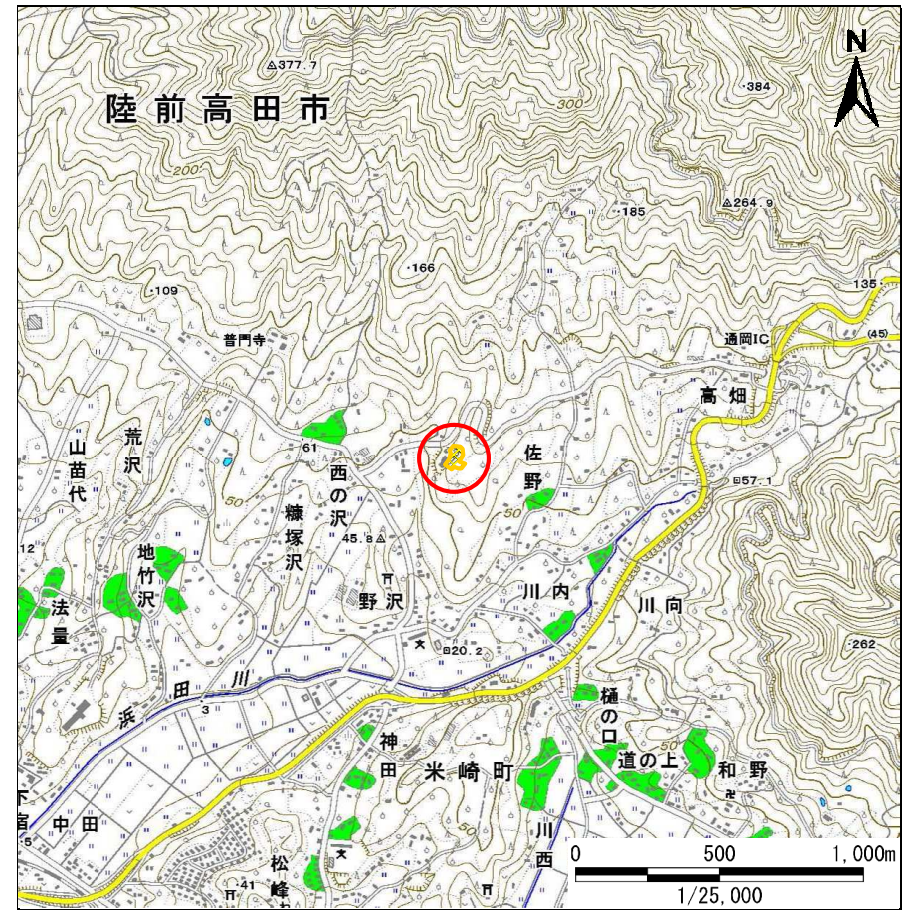 N
377.7
384
陸前高田市
300
200
264.9
185
166
109
135
普門寺
通岡IC
(45)
高畑
山苗代
荒沢
61
西の沢
佐野
57.1
50
50
糠塚沢
45.8
12
地竹沢
法量
野沢
川内
川向
20.2
262
浜田川
3
樋の口
神田
米崎町
道の上
50
和野
中田
5
50
川西
松峰
41
0 500 1,000m
1/25,000